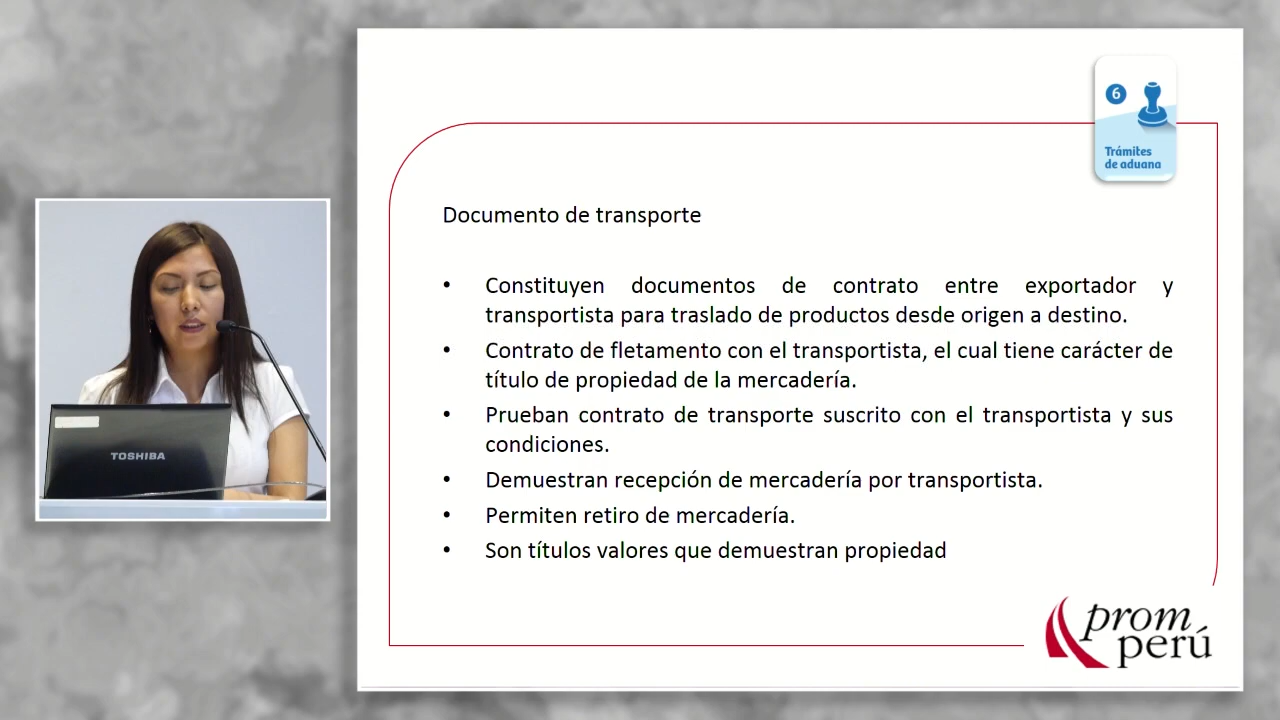 6
Trámites
de aduana
Documento de transporte
• Constituyen documentos de contrato entre exportador y
transportista para traslado de productos desde origen a destino.
• Contrato de fletamento con el transportista, el cual tiene carácter de
título de propiedad de la mercadería.
• Prueban contrato de transporte suscrito con el transportista y sus
condiciones.
• Demuestran recepción de mercadería por transportista.
• Permiten retiro de mercadería.
• Son títulos valores que demuestran propiedad
TOSHIBA
prom
perú